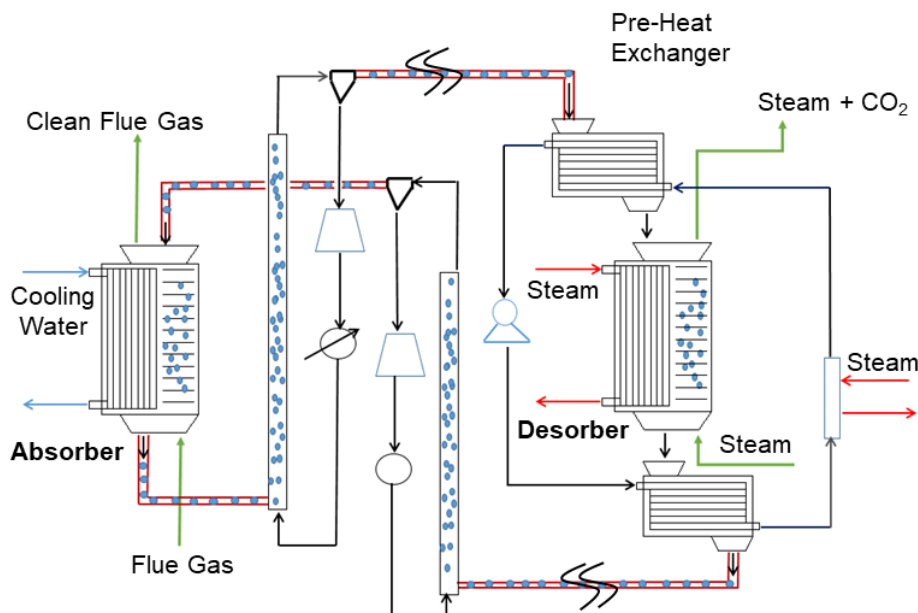 Pre-Heat
Exchanger
Steam + CO₂
Clean Flue Gas
Steam
Cooling
Water
Steam
Absorber
Desorber
Steam
Flue Gas